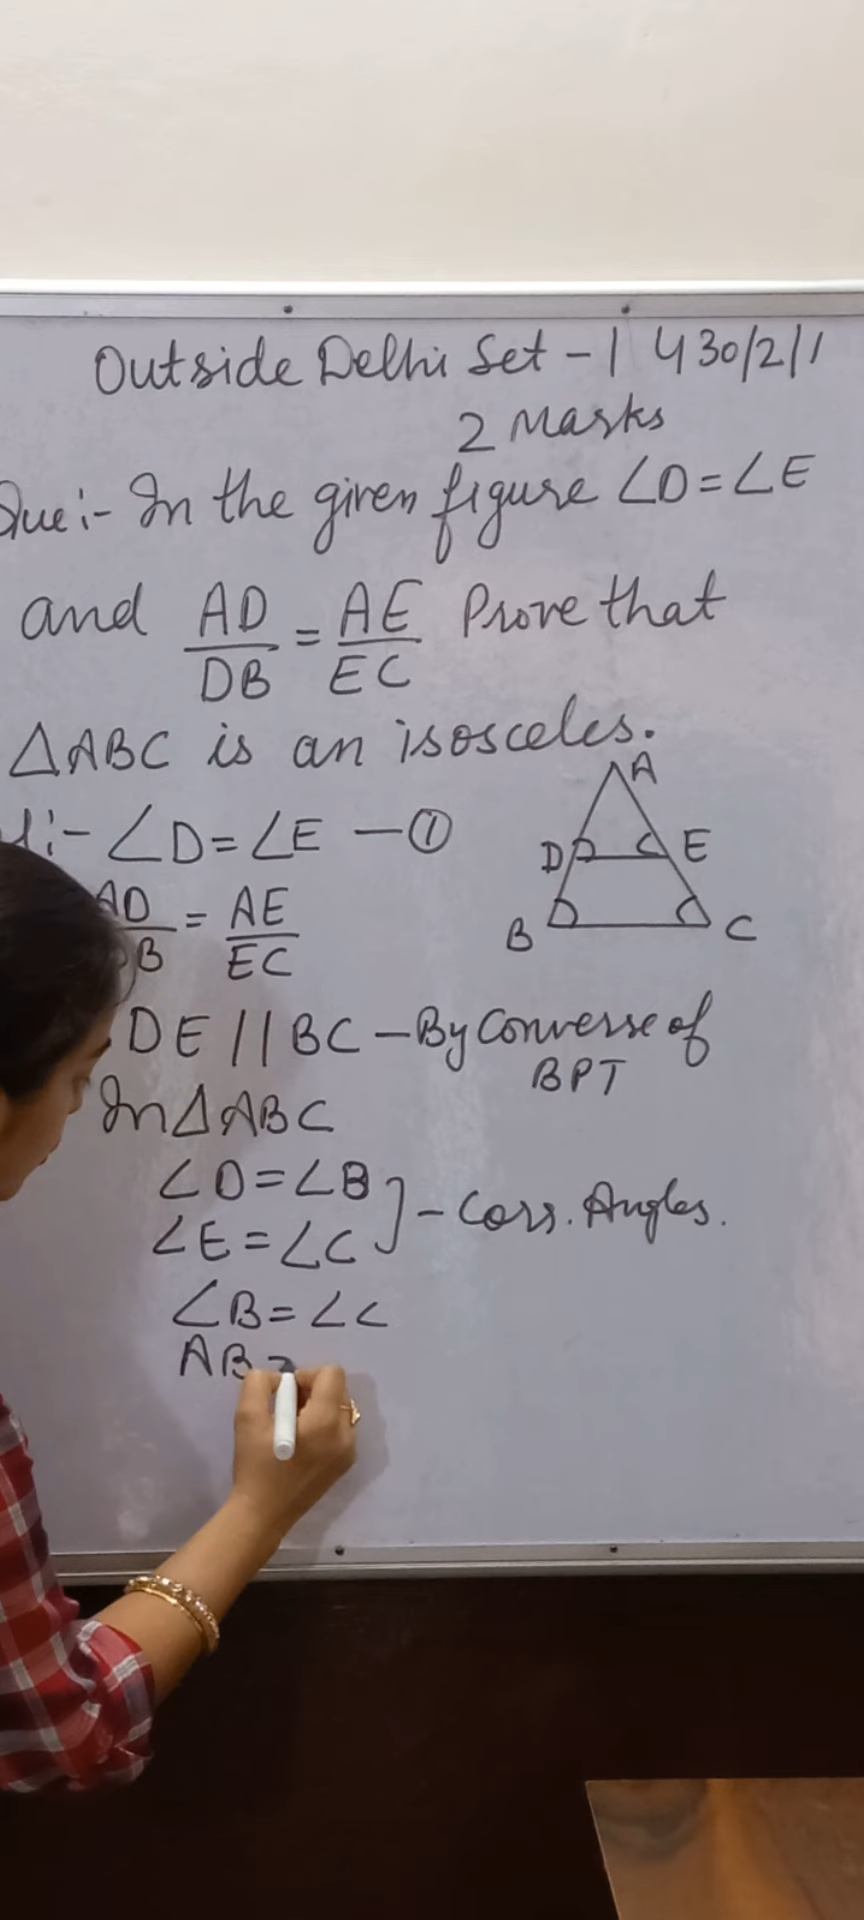 Outside Delhi Set - 1 430/2/1
2 Marks
Que:- In the given figure ∠D=∠E
and AD/DB = AE/EC Prove that
△ABC is an isosceles.
A
:- ∠D=∠E —①
D E
AD/DB = AE/EC
B C
DE || BC - By Converse of
BPT
In △ABC
∠D=∠B
∠E=∠C ] - Corr. Angles.
∠B=∠C
AB =